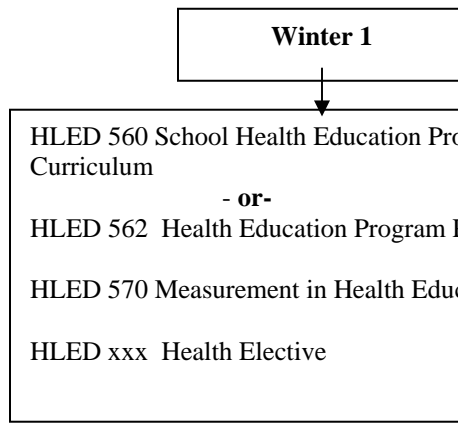 Winter 1
HLED 560 School Health Education Pro
Curriculum
- or-
HLED 562 Health Education Program
HLED 570 Measurement in Health Educ
HLED xxx Health Elective